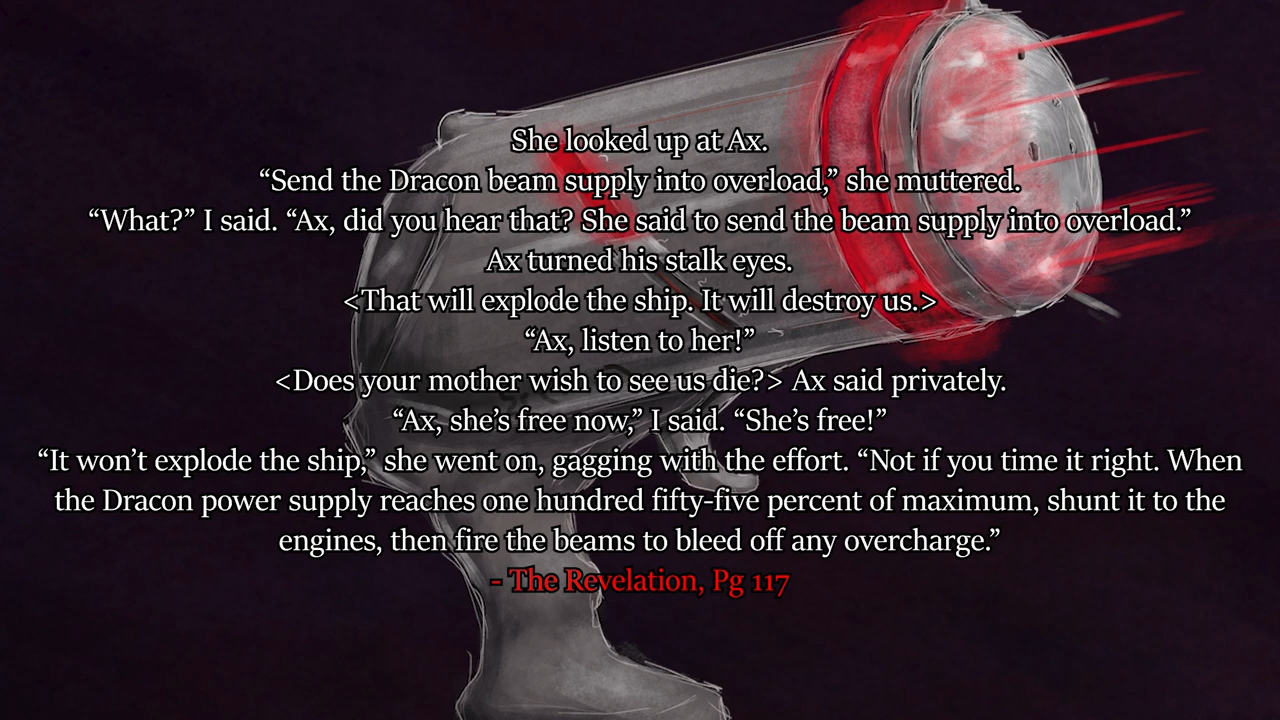 She looked up at Ax.
“Send the Dracon beam supply into overload,” she muttered.
“What?” I said. “Ax, did you hear that? She said to send the beam supply into overload.”
Ax turned his stalk eyes.
<That will explode the ship. It will destroy us.>
“Ax, listen to her!”
<Does your mother wish to see us die?> Ax said privately.
“Ax, she’s free now,” I said. “She’s free!”
“It won’t explode the ship,” she went on, gagging with the effort. “Not if you time it right. When
the Dracon power supply reaches one hundred fifty-five percent of maximum, shunt it to the
engines, then fire the beams to bleed off any overcharge.”
- The Revelation, Pg 117